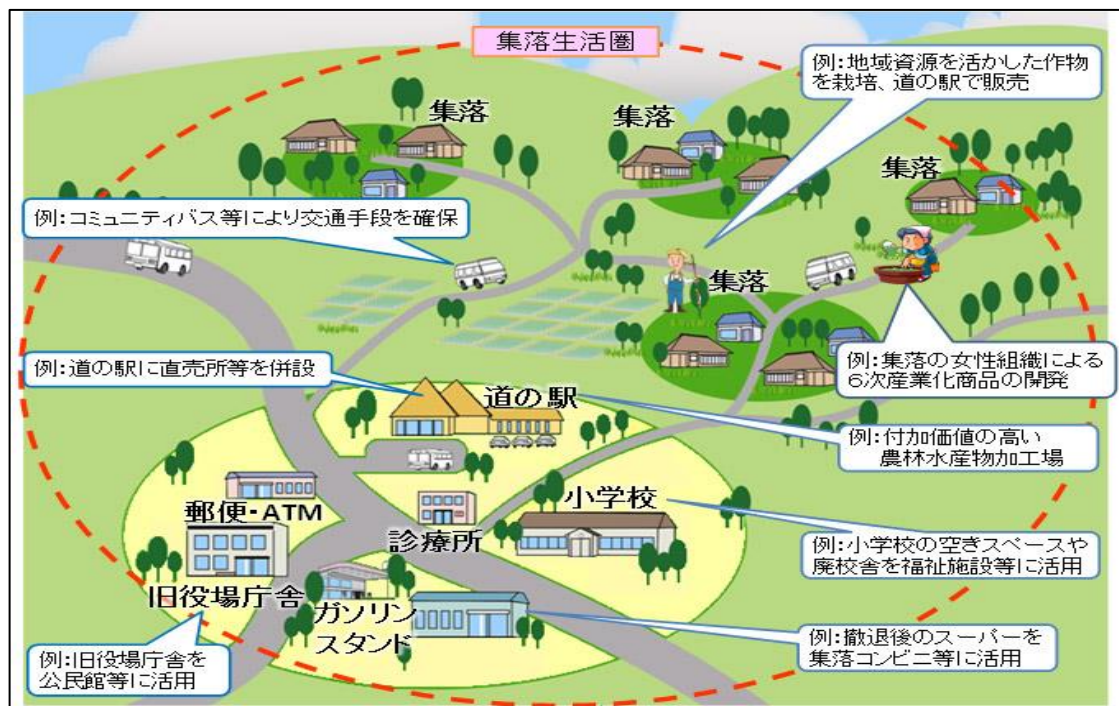 集落生活圏
例:地域資源を活かした作物
を栽培、道の駅で販売
集落
集落
集落
例:コミュニティバス等により交通手段を確保
集落
例:道の駅に直売所等を併設
例:集落の女性組織による
6次産業化商品の開発
道の駅
例:付加価値の高い
農林水産物加工場
小学校
郵便・ATM
診療所
例:小学校の空きスペースや
廃校舎を福祉施設等に活用
旧役場庁舎
ガソリン
スタンド
例:撤退後のスーパーを
集落コンビニ等に活用
例:旧役場庁舎を
公民館等に活用